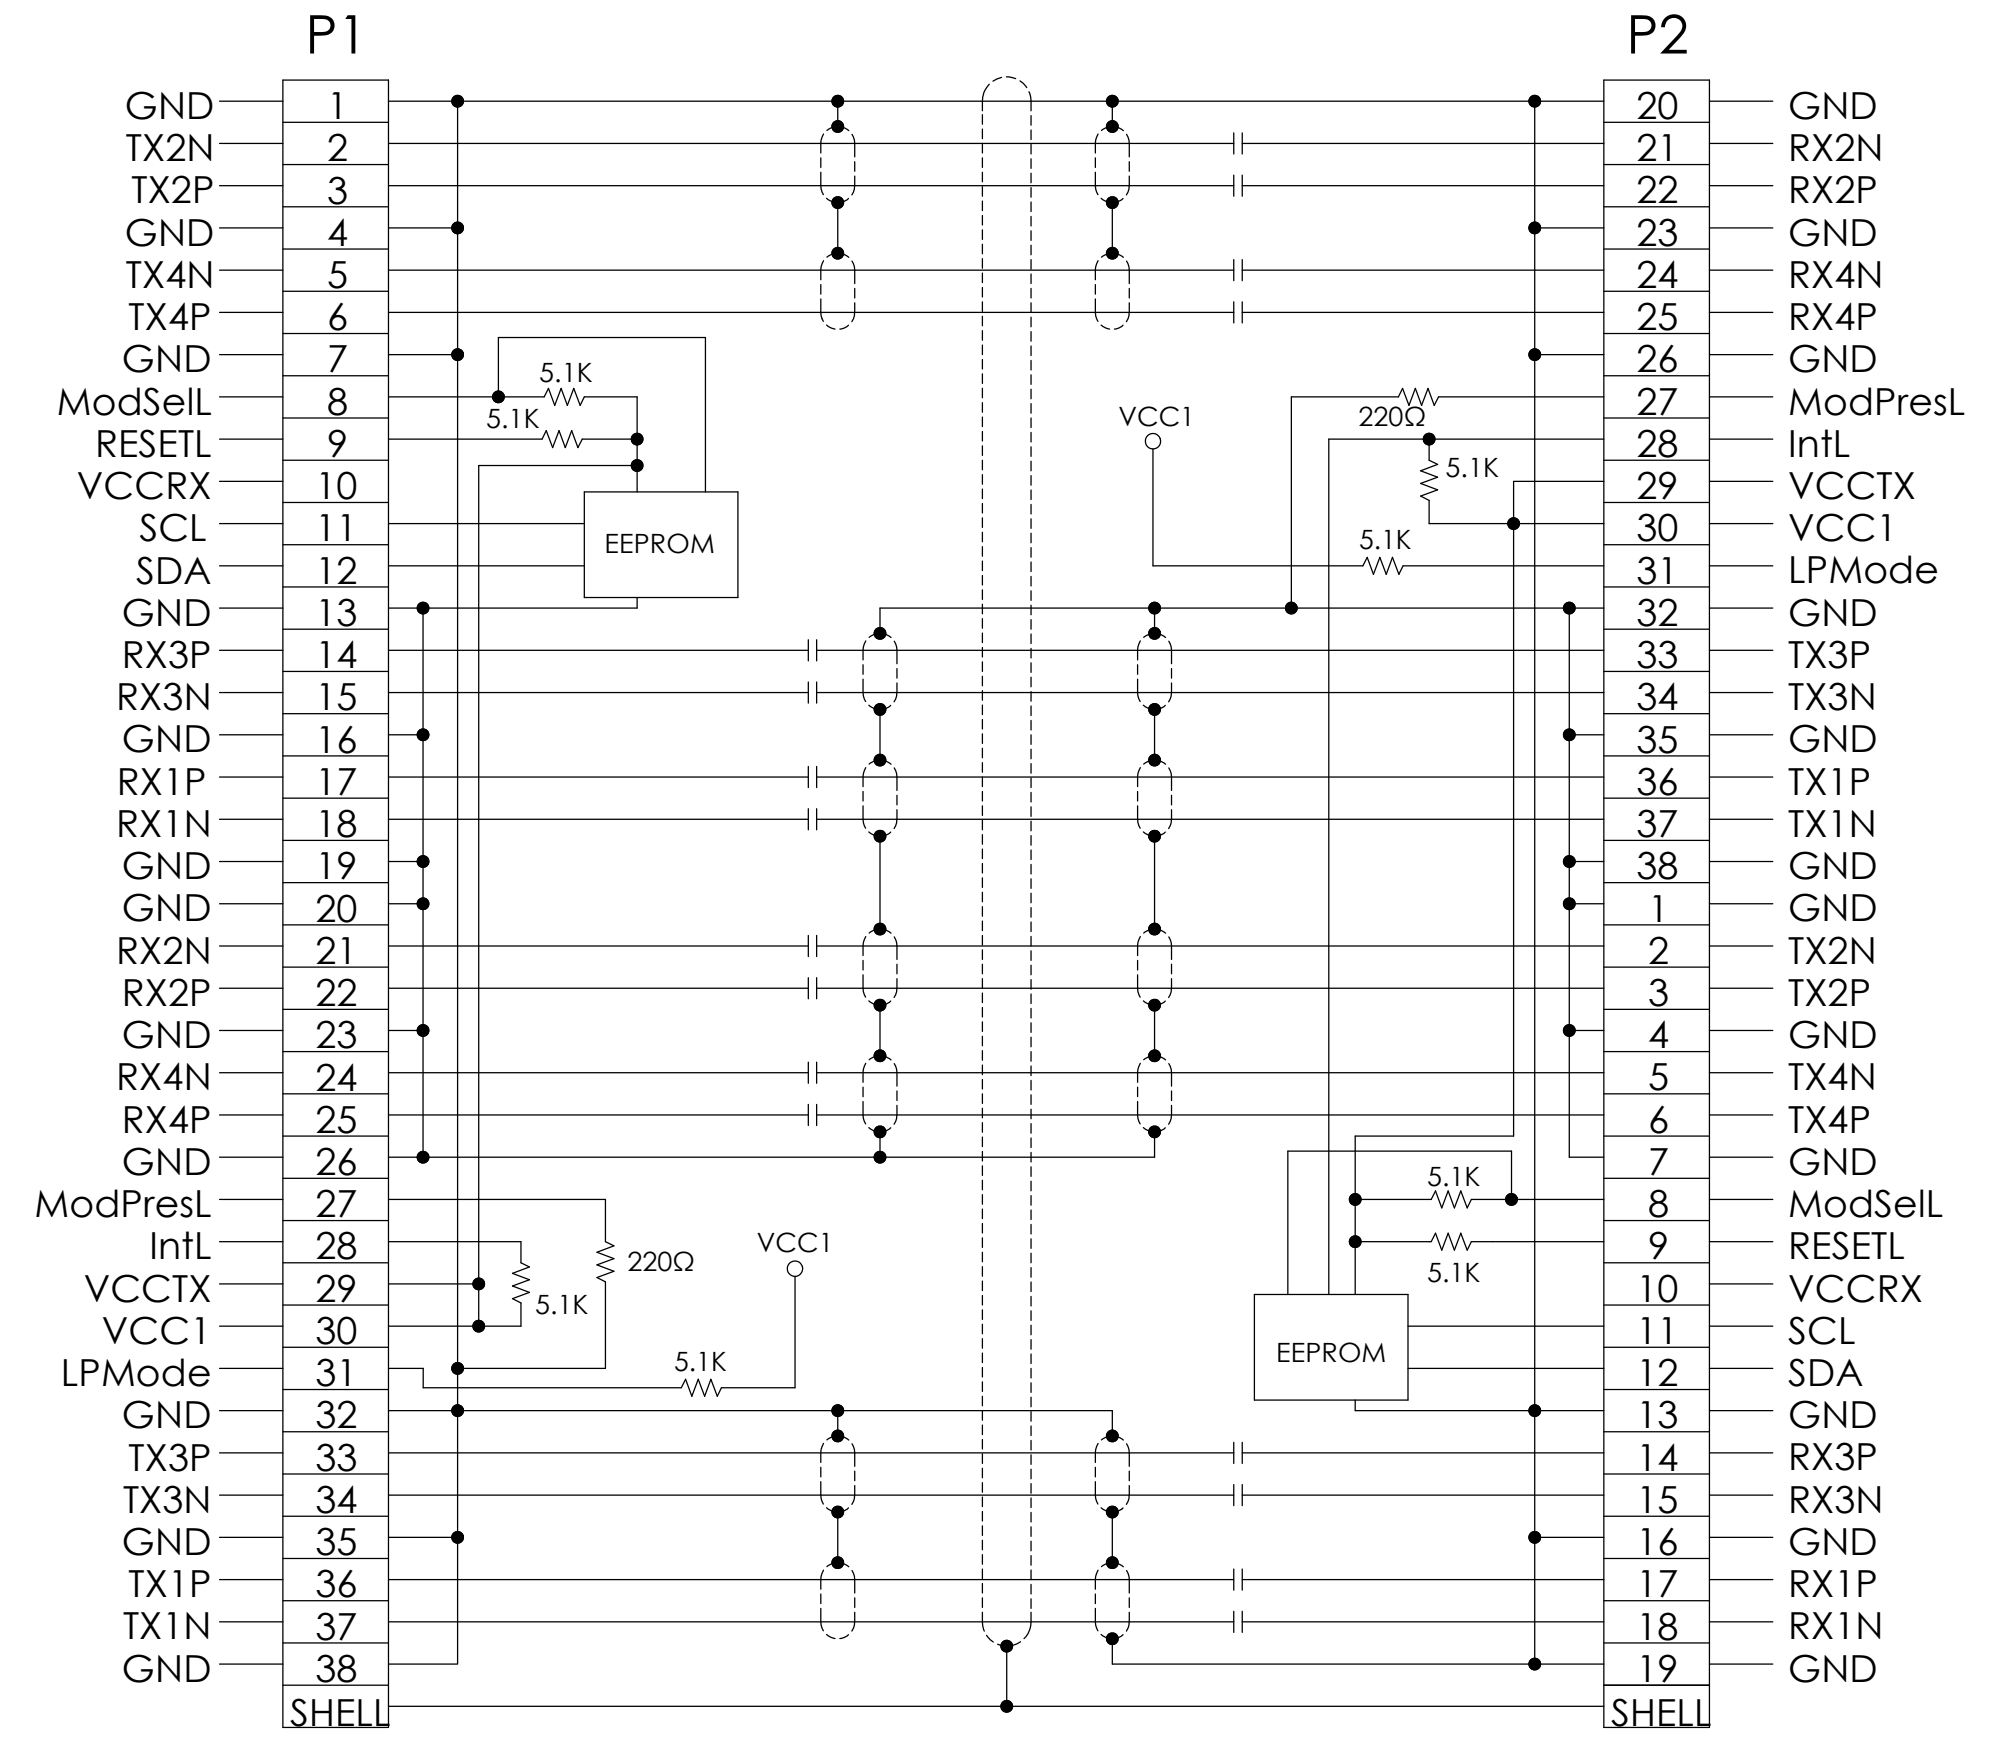 P1 P2
GND 1 20 GND
TX2N 2 21 RX2N
TX2P 3 22 RX2P
GND 4 23 GND
TX4N 5 24 RX4N
TX4P 6 25 RX4P
GND 7 26 GND
5.1K
ModSelL 8 27 ModPresL
5.1K VCC1 220Ω
RESETL 9 28 IntL
5.1K
VCCRX 10 29 VCCTX
SCL 11 30 VCC1
EEPROM 5.1K
SDA 12 31 LPMode
GND 13 32 GND
RX3P 14 33 TX3P
RX3N 15 34 TX3N
GND 16 35 GND
RX1P 17 36 TX1P
RX1N 18 37 TX1N
GND 19 38 GND
GND 20 1 GND
RX2N 21 2 TX2N
RX2P 22 3 TX2P
GND 23 4 GND
RX4N 24 5 TX4N
RX4P 25 6 TX4P
GND 26 7 GND
5.1K
ModPresL 27 8 ModSelL
IntL 28 VCC1 9 RESETL
220Ω 5.1K
VCCTX 29 10 VCCRX
5.1K
VCC1 30 11 SCL
5.1K EEPROM
LPMode 31 12 SDA
GND 32 13 GND
TX3P 33 14 RX3P
TX3N 34 15 RX3N
GND 35 16 GND
TX1P 36 17 RX1P
TX1N 37 18 RX1N
GND 38 19 GND
SHELL SHELL